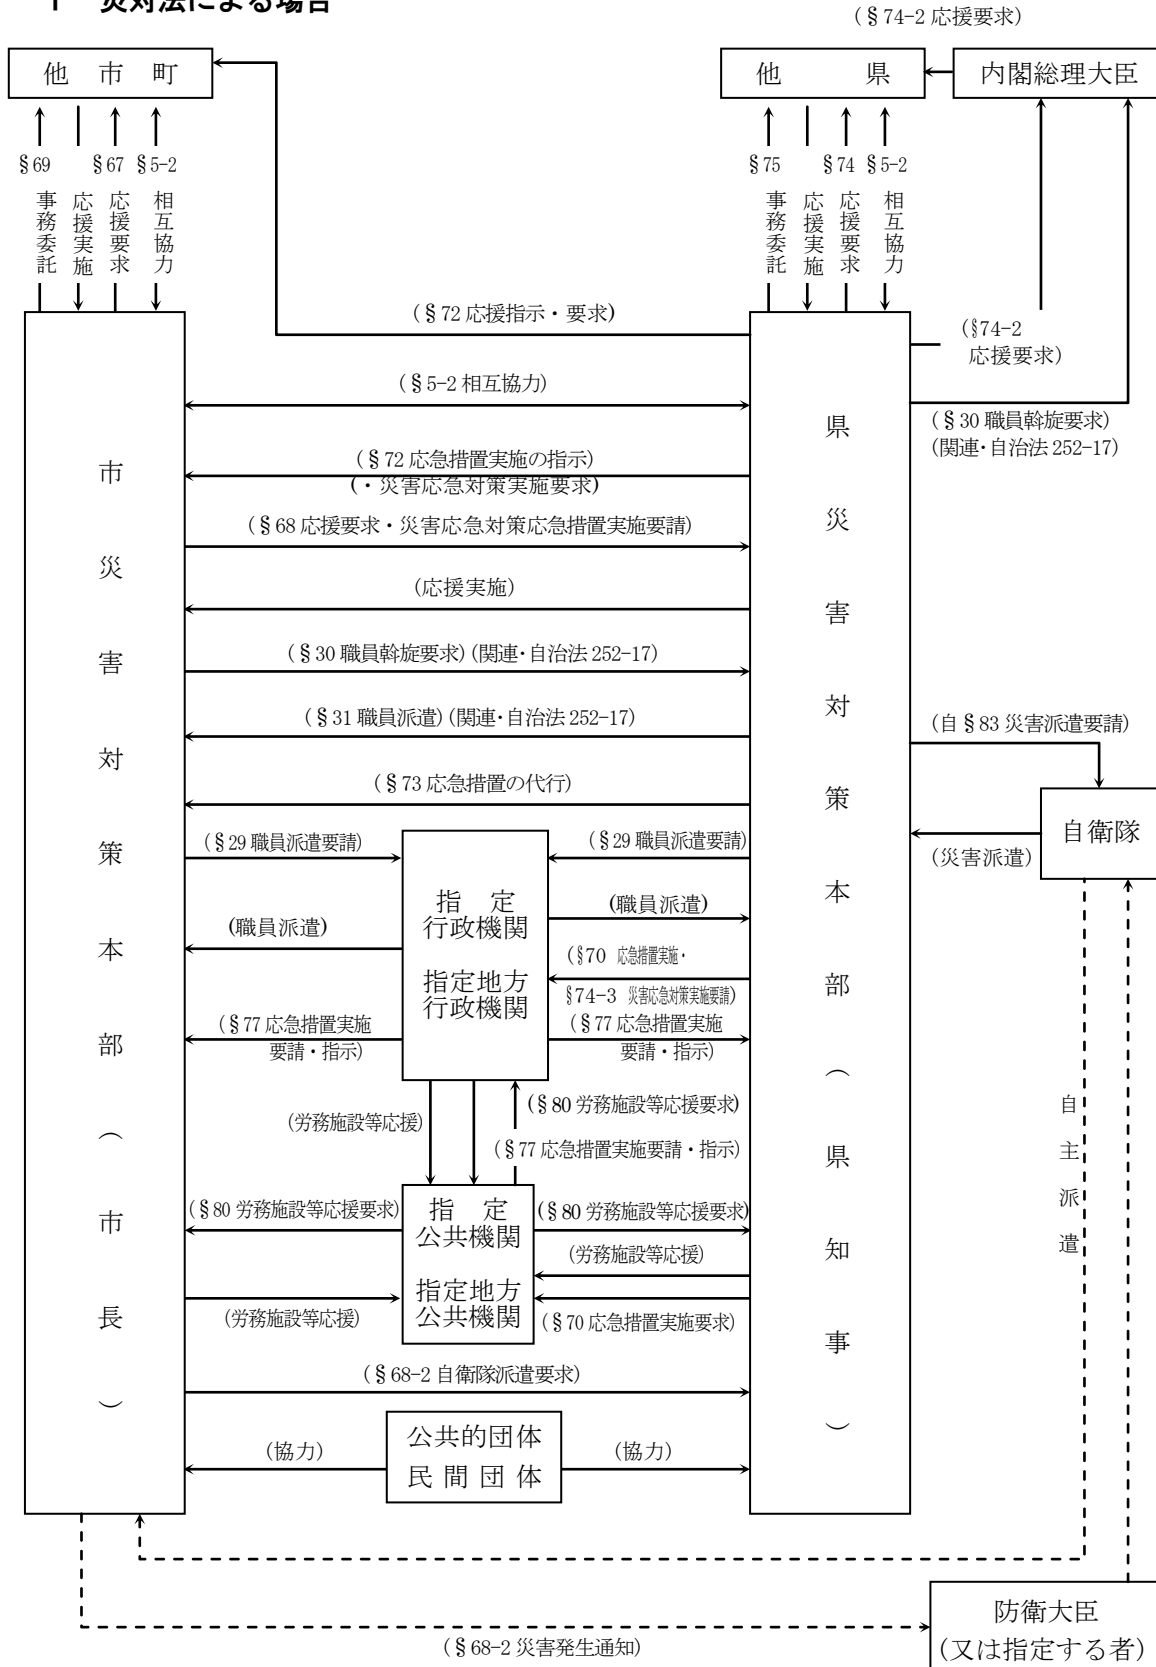 災対法による場合
(§74-2 応援要求)
他 市 町
他 県
内閣総理大臣
§69
§67
§5-2
事務委託
応援実施
応援要求
相互協力
§75
§74
§5-2
事務委託
応援実施
応援要求
相互協力
(§72 応援指示・要求)
(§74-2
応援要求)
(§5-2 相互協力)
(§30 職員斡旋要求)
(関連・自治法 252-17)
(§72 応急措置実施の指示)
(・災害応急対策実施要求)
(§68 応援要求・災害応急対策応急措置実施要請)
(応援実施)
(§30 職員斡旋要求) (関連・自治法 252-17)
(§31 職員派遣) (関連・自治法 252-17)
(自§83 災害派遣要請)
(§73 応急措置の代行)
自衛隊
(災害派遣)
市災害対策本部(市長)
県災害対策本部(県知事)
(§29 職員派遣要請)
(§29 職員派遣要請)
指 定
行政機関
指定地方
行政機関
(職員派遣)
(職員派遣)
(§70 応急措置実施・
§74-3 災害応急対策実施要請)
(§77 応急措置実施
要請・指示)
(§77 応急措置実施
要請・指示)
(労務施設等応援)
(§80 労務施設等応援要求)
(§77 応急措置実施要請・指示)
自主派遣
(§80 労務施設等応援要求)
指 定
公共機関
指定地方
公共機関
(§80 労務施設等応援要求)
(労務施設等応援)
(労務施設等応援)
(§70 応急措置実施要求)
(§68-2 自衛隊派遣要求)
公共的団体
民 間 団 体
(協力)
(協力)
防衛大臣
(又は指定する者)
(§68-2 災害発生通知)